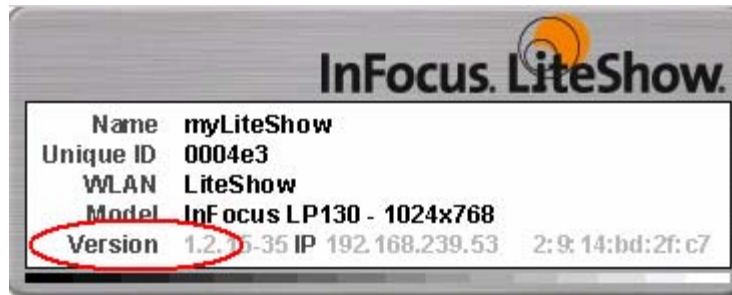 InFocus. LiteShow.
Name myLiteShow
Unique ID 0004e3
WLAN LiteShow
Model InFocus LP130 - 1024x768
Version 1.2.15-35 IP 192.168.239.53 2:9:14:bd:2f:c7